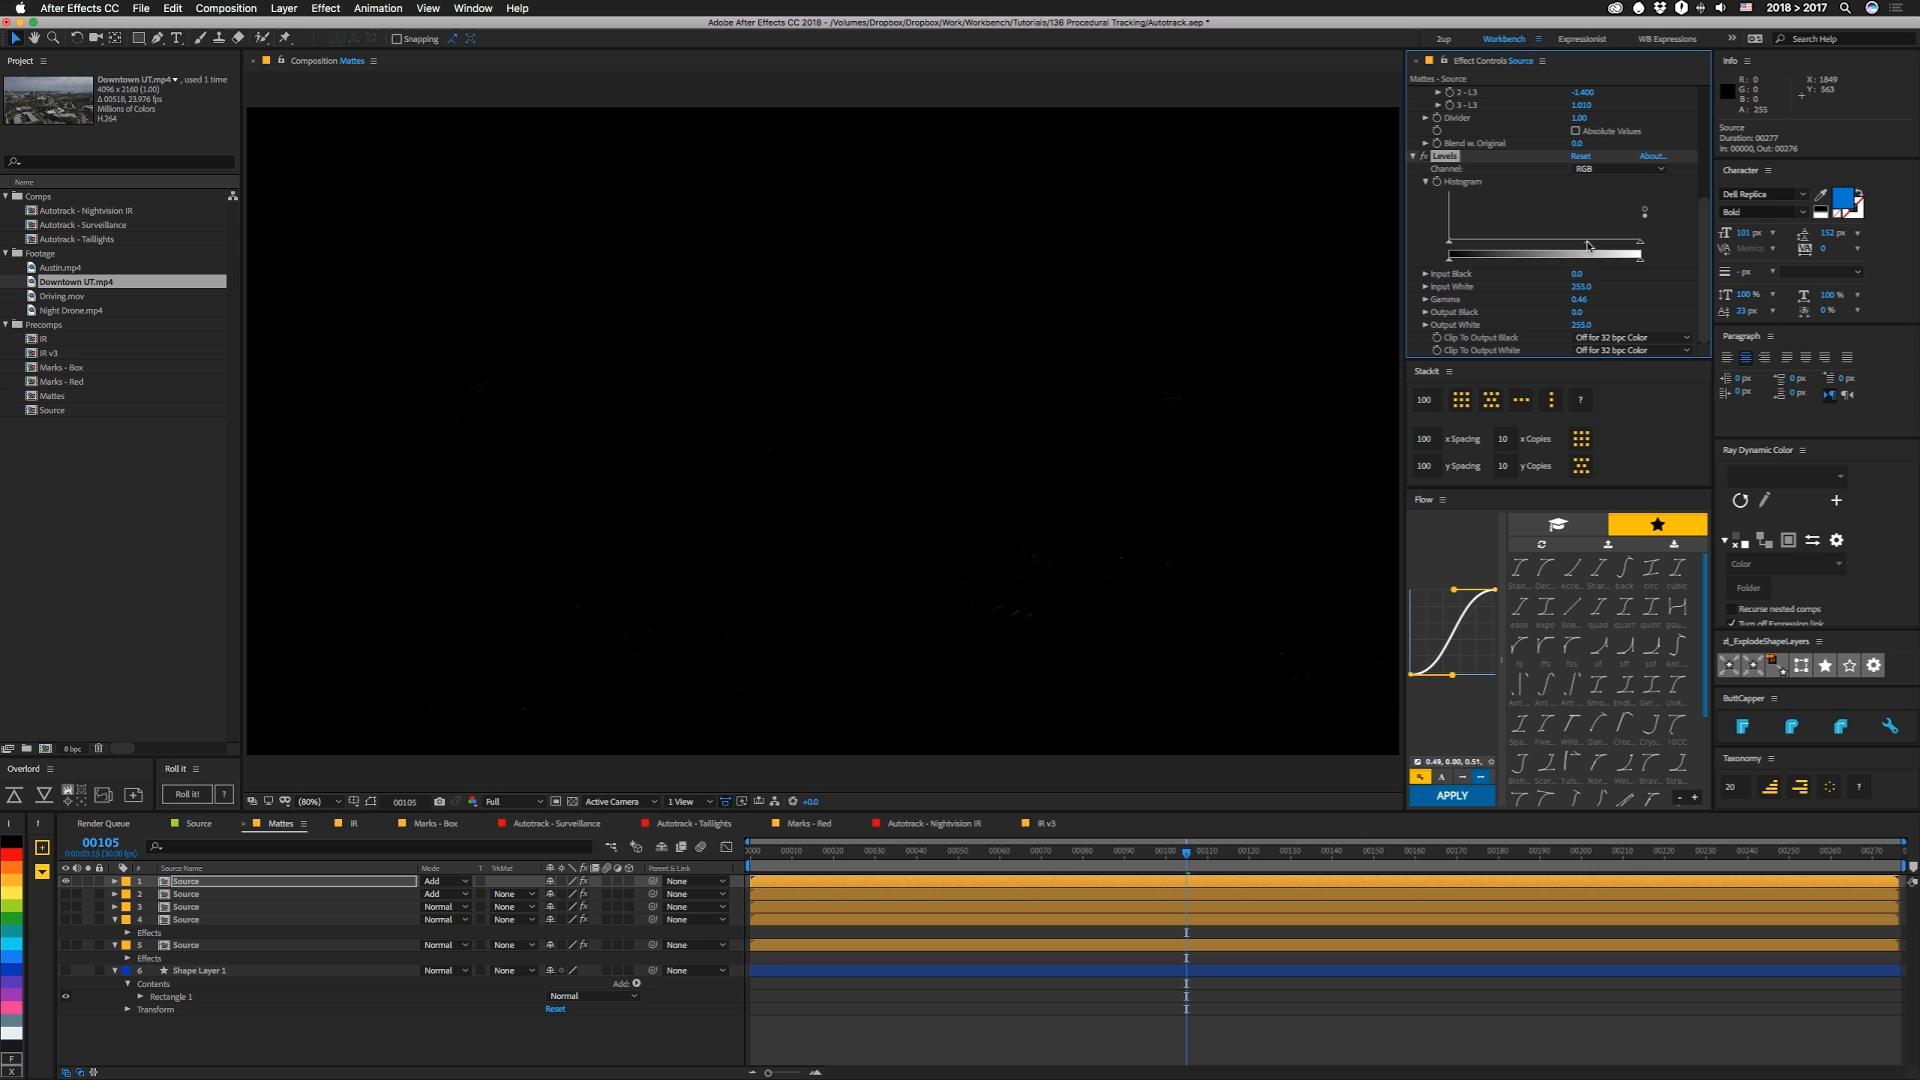 After Effects CC File Edit Composition Layer Effect Animation View Window Help
2018 > 2017
Adobe After Effects CC 2018 - /Volumes/Dropbox/Dropbox/Work/Workbench/Tutorials/136 Procedural Tracking/Autotrack.aep *
Snapping
2up Workbench Expressionist WB Expressions Search Help
Project
Downtown UT.mp4 , used 1 time
4096 x 2160 (1.00)
Δ 00518, 23.976 fps
Millions of Colors
H.264
Name
Comps
Autotrack - Nightvision IR
Autotrack - Surveillance
Autotrack - Taillights
Footage
Austin.mp4
Downtown UT.mp4
Driving.mov
Night Drone.mp4
Precomps
IR
IR v3
Marks - Box
Marks - Red
Mattes
Source
8 bpc
Overlord
Roll it
Roll it! ?
Composition Mattes
(80%) 00105 Full Active Camera 1 View +0.0
Effect Controls Source
Mattes - Source
2 - L3 -1.400
3 - L3 1.010
Divider 1.00
Absolute Values
Blend w. Original 0.0
fx Levels Reset About...
Channel: RGB
Histogram
Input Black 0.0
Input White 255.0
Gamma 0.46
Output Black 0.0
Output White 255.0
Clip To Output Black Off for 32 bpc Color
Clip To Output White Off for 32 bpc Color
Stackit
100 ?
100 x Spacing 10 x Copies
100 y Spacing 10 y Copies
Flow
Stan... Dec... Acce... Shar... back circ cubic
ease expo line... quad quart quint pau...
fs ffs fss sf sff ssf Ant ...
Ant ... Ant ... Ant ... Smo... Endi... Get ... Unk...
Spa... Five... Wild... Dan... Croc... Crys... 10CC
Bish... Scar... Tuls... Nor... Wei... Brav... Stra...
0.49, 0.00, 0.51,
A
APPLY
- +
Info
R: 0
G: 0
B: 0
A: 255
X: 1849
Y: 563
Source
Duration: 00277
In: 00000, Out: 00276
Character
Dell Replica
Bold
101 px 152 px
Metrics 0
- px
100 % 100 %
23 px 0 %
Paragraph
0 px 0 px 0 px
0 px 0 px
Ray Dynamic Color
Color
Folder
Recurse nested comps
Turn off Expression link
zl_ExplodeShapeLayers
ButtCapper
Taxonomy
20 ?
Render Queue Source Mattes IR Marks - Box Autotrack - Surveillance Autotrack - Taillights Marks - Red Autotrack - Nightvision IR IR v3
00105
0:00:03:15 (30.00 fps)
0000 00010 00020 00030 00040 00050 00060 00070 00080 00090 00100 00110 00120 00130 00140 00150 00160 00170 00180 00190 00200 00210 00220 00230 00240 00250 00260 00270
# Source Name Mode T TrkMat Parent & Link
1 Source Add None
2 Source Add None None
3 Source Normal None None
4 Source Normal None None
Effects
5 Source Normal None None
Effects
6 Shape Layer 1 Normal None None
Contents Add:
Rectangle 1 Normal
Transform Reset
F
X